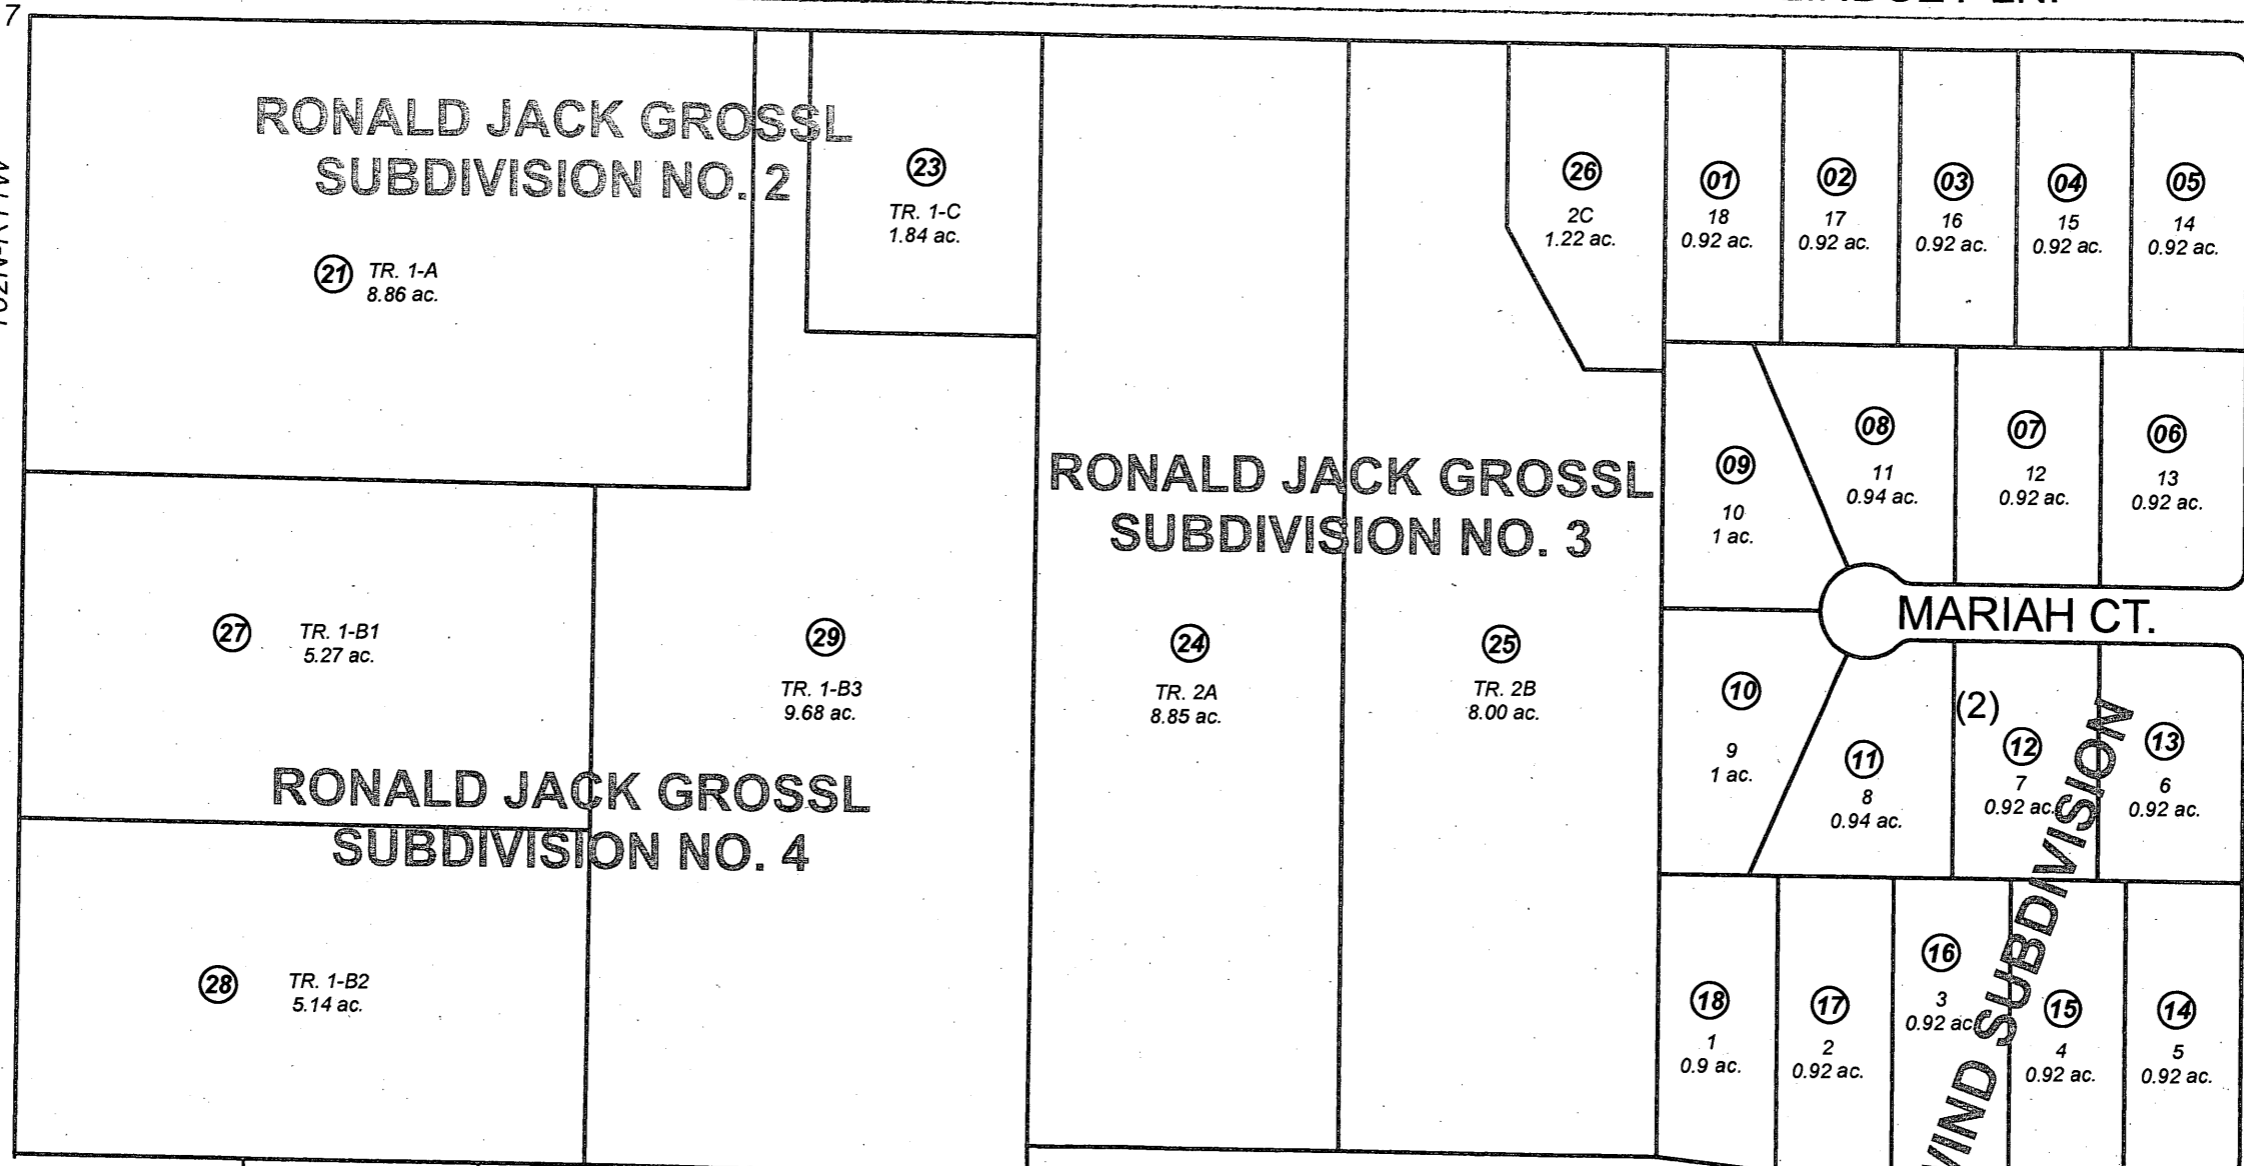 7
RONALD JACK GROSSL
SUBDIVISION NO. 2
21
TR. 1-A
8.86 ac.
23
TR. 1-C
1.84 ac.
26
2C
1.22 ac.
01
18
0.92 ac.
02
17
0.92 ac.
03
16
0.92 ac.
04
15
0.92 ac.
05
14
0.92 ac.
RONALD JACK GROSSL
SUBDIVISION NO. 3
09
10
1 ac.
08
11
0.94 ac.
07
12
0.92 ac.
06
13
0.92 ac.
MARIAH CT.
27
TR. 1-B1
5.27 ac.
29
TR. 1-B3
9.68 ac.
24
TR. 2A
8.85 ac.
25
TR. 2B
8.00 ac.
10
9
1 ac.
11
8
0.94 ac.
(2)
12
7
0.92 ac.
13
6
0.92 ac.
RONALD JACK GROSSL
SUBDIVISION NO. 4
28
TR. 1-B2
5.14 ac.
18
1
0.9 ac.
17
2
0.92 ac.
16
3
0.92 ac
15
4
0.92 ac.
14
5
0.92 ac.
WIND SUBDIVISION